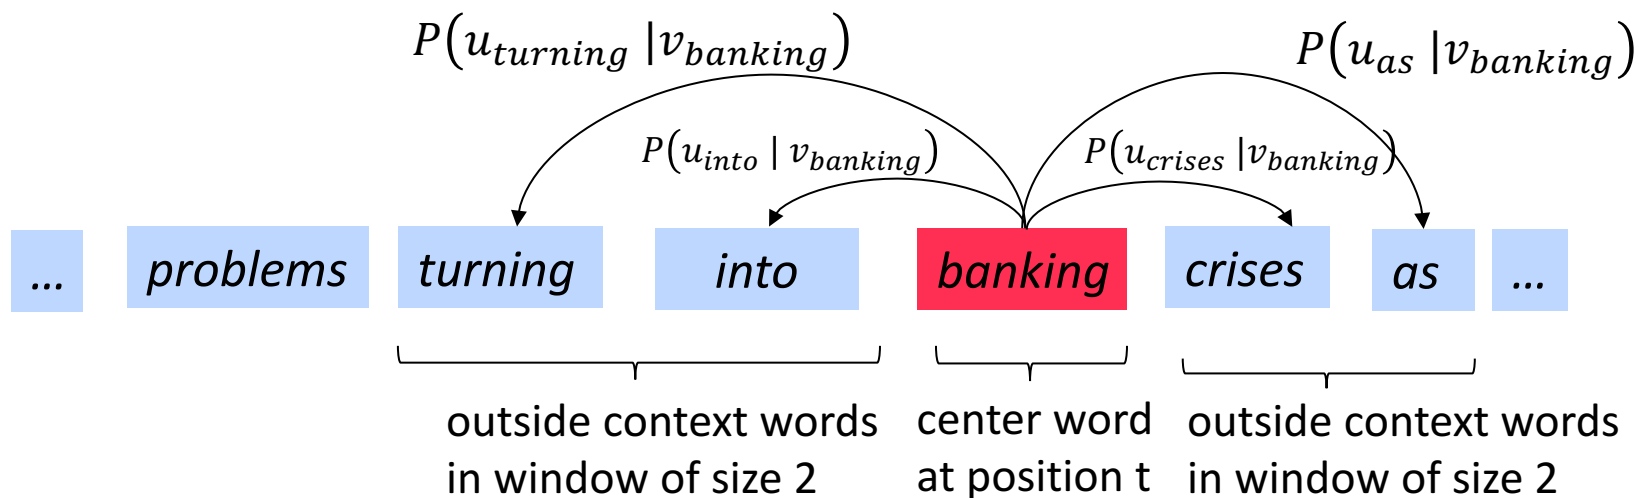 P(u_turning |v_banking) P(u_as |v_banking)
P(u_into | v_banking) P(u_crises |v_banking)
... problems turning into banking crises as ...
outside context words center word outside context words
in window of size 2 at position t in window of size 2